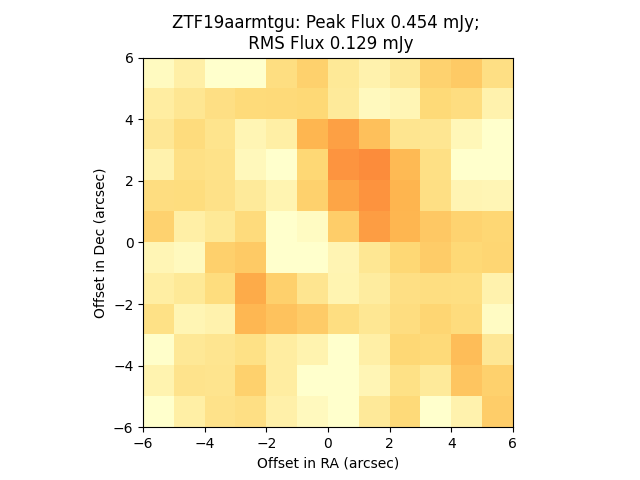 ZTF19aarmtgu: Peak Flux 0.454 mJy;
RMS Flux 0.129 mJy
6
4
2
0
−2
−4
−6
Offset in Dec (arcsec)
−6 −4 −2 0 2 4 6
Offset in RA (arcsec)